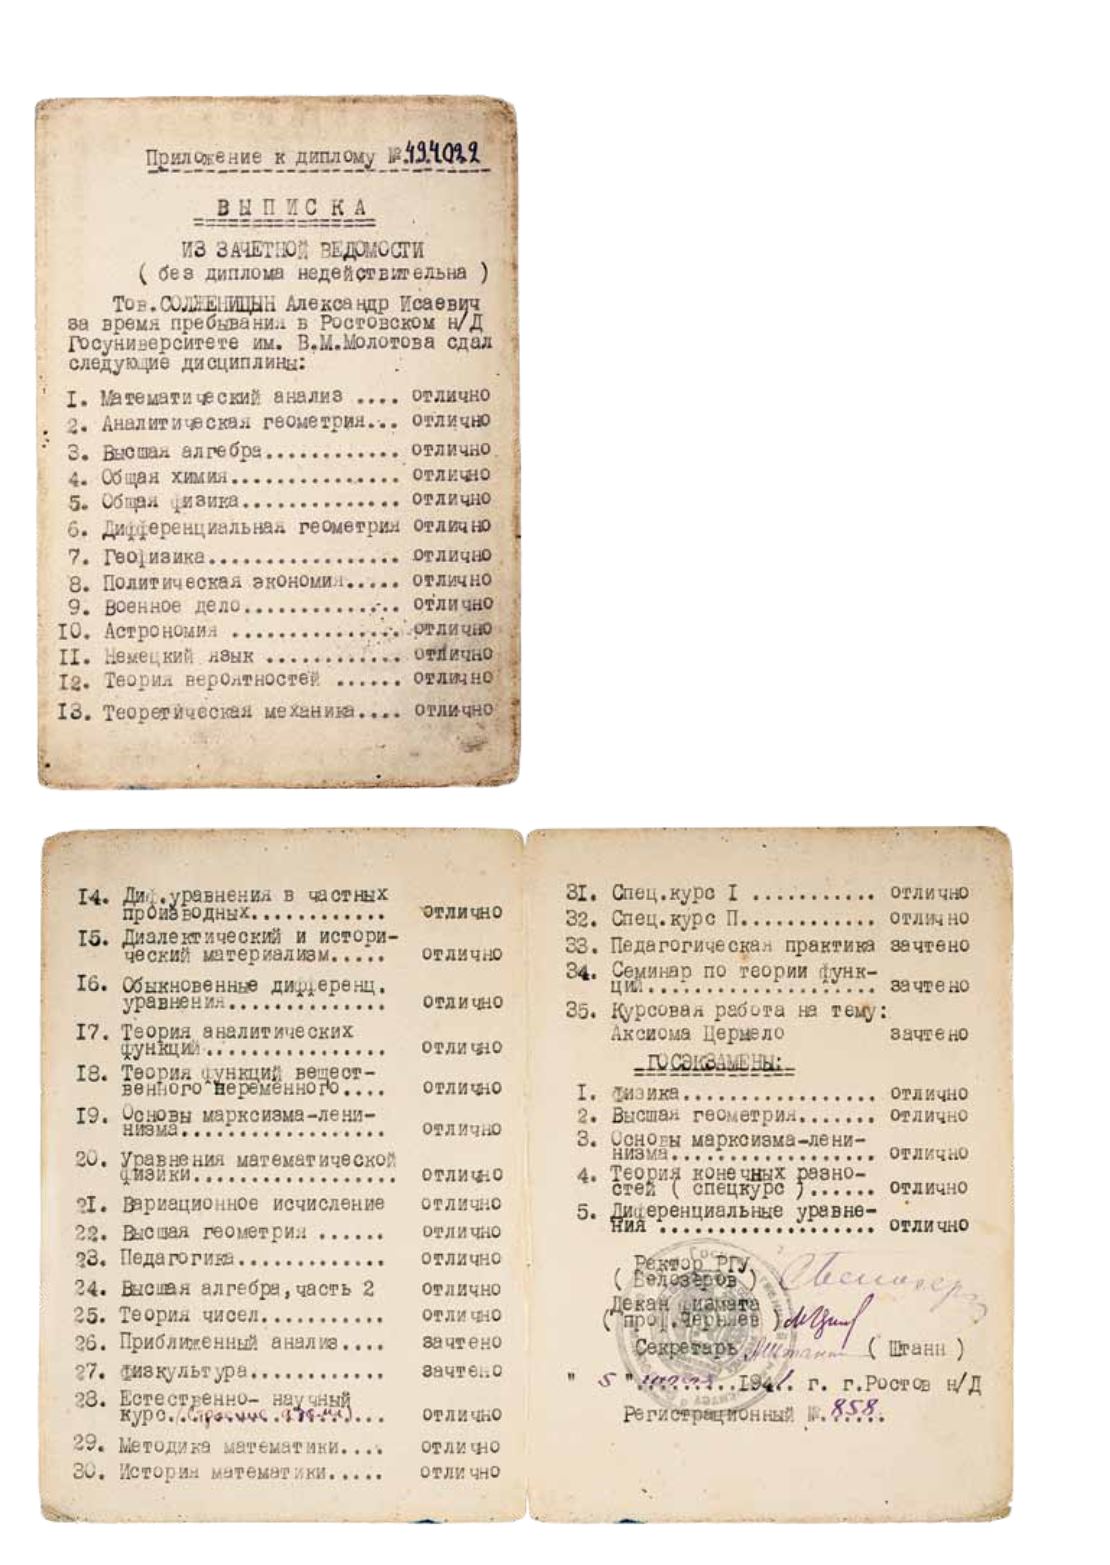 Приложение к диплому №494022
ВЫПИСКА
ИЗ ЗАЧЕТНОЙ ВЕДОМОСТИ
( без диплома недействительна )
Тов.СОЛЖЕНИЦЫН Александр Исаевич
за время пребывания в Ростовском н/Д
Госуниверситете им. В.М.Молотова сдал
следующие дисциплины:
I. Математический анализ .... отлично
2. Аналитическая геометрия... отлично
3. Высшая алгебра............ отлично
4. Общая химия............... отлично
5. Общая физика.............. отлично
6. Дифференциальная геометрия отлично
7. Геофизика................. отлично
8. Политическая экономия..... отлично
9. Военное дело.............. отлично
IO. Астрономия ............... отлично
II. Немецкий язык ............ отлично
I2. Теория вероятностей ...... отлично
I3. Теоретическая механика.... отлично
I4. Диф.уравнения в частных
производных............ отлично
I5. Диалектический и истори-
ческий материализм..... отлично
I6. Обыкновенные дифференц.
уравнения.............. отлично
I7. Теория аналитических
функций................ отлично
I8. Теория функций вещест-
венного переменного.... отлично
I9. Основы марксизма-лени-
низма.................. отлично
20. Уравнения математической
физики.................. отлично
2I. Вариационное исчисление отлично
22. Высшая геометрия ...... отлично
23. Педагогика............. отлично
24. Высшая алгебра,часть 2 отлично
25. Теория чисел........... отлично
26. Приближенный анализ.... зачтено
27. Физкультура............ зачтено
28. Естественно- научный
курс. отлично
29. Методика математики.... отлично
30. История математики..... отлично
3I. Спец.курс I ........... отлично
32. Спец.курс П............ отлично
33. Педагогическая практика зачтено
34. Семинар по теории функ-
ций.................... зачтено
35. Курсовая работа на тему:
Аксиома Цермело зачтено
ГОСЭКЗАМЕНЫ:
I. Физика................. отлично
2. Высшая геометрия....... отлично
3. Основы марксизма-лени-
низма.................. отлично
4. Теория конечных разно-
стей ( спецкурс )...... отлично
5. Диференциальные уравне-
ния ................... отлично
Ректор РГУ
( Белозеров )
Декан физмата
( проф.Черняев )
Секретарь ( Штанн )
" 5 " I941. г. г.Ростов н/Д
Регистрационный №.858